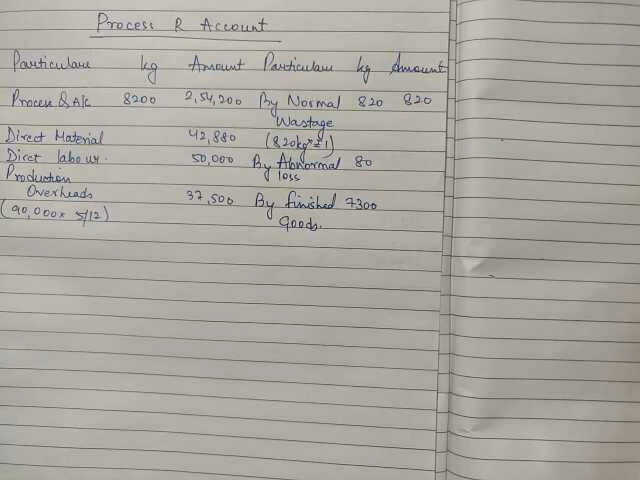 Process R Account
Particulars kg Amount Particulars kg Amount
Process Q A/c 8200 2,54,200 By Normal 820 820
Wastage
Direct Material 42,880 (820kg*₹1)
Direct labour. 50,000 By Abnormal 80
Production loss
Overheads 37,500 By finished 7300
(90,000x 5/12) Goods.